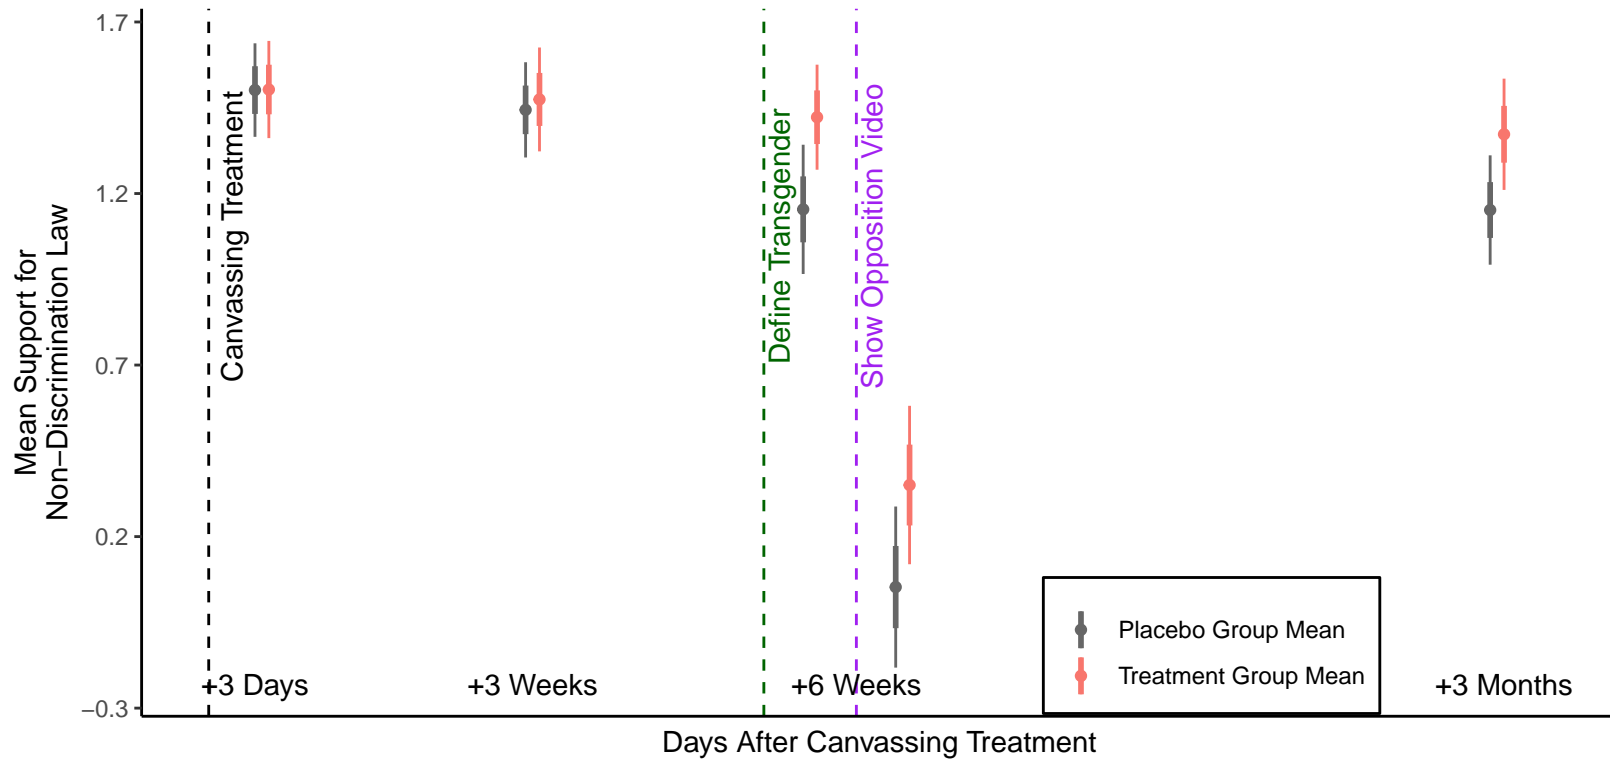 1.7
1.2
0.7
0.2
−0.3
Mean Support for
Non−Discrimination Law
Canvassing Treatment
Define Transgender
Show Opposition Video
+3 Days
+3 Weeks
+6 Weeks
+3 Months
Placebo Group Mean
Treatment Group Mean
Days After Canvassing Treatment